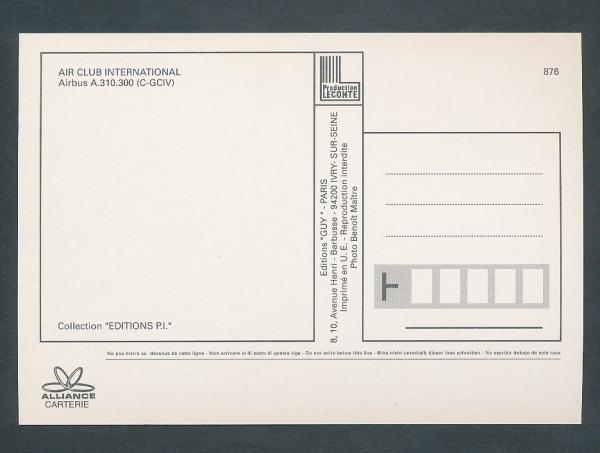 AIR CLUB INTERNATIONAL
Airbus A.310.300 (C-GCIV)
Collection "EDITIONS P.I."
Production
LECONTE
Editions "GUY" - PARIS
8, 10, Avenue Henri - Barbusse - 94200 IVRY- SUR-SEINE
Imprimé en U. E. - Reproduction interdite
Photo Benoît Maître
876
No pas écrire au dessous de cette ligne - Non scrivere al di sotto di questa riga - Do not write below this line - Bitte nicht unterhalb dieser linie schreiben - No escribir debajo de esta raya
ALLIANCE
CARTERIE